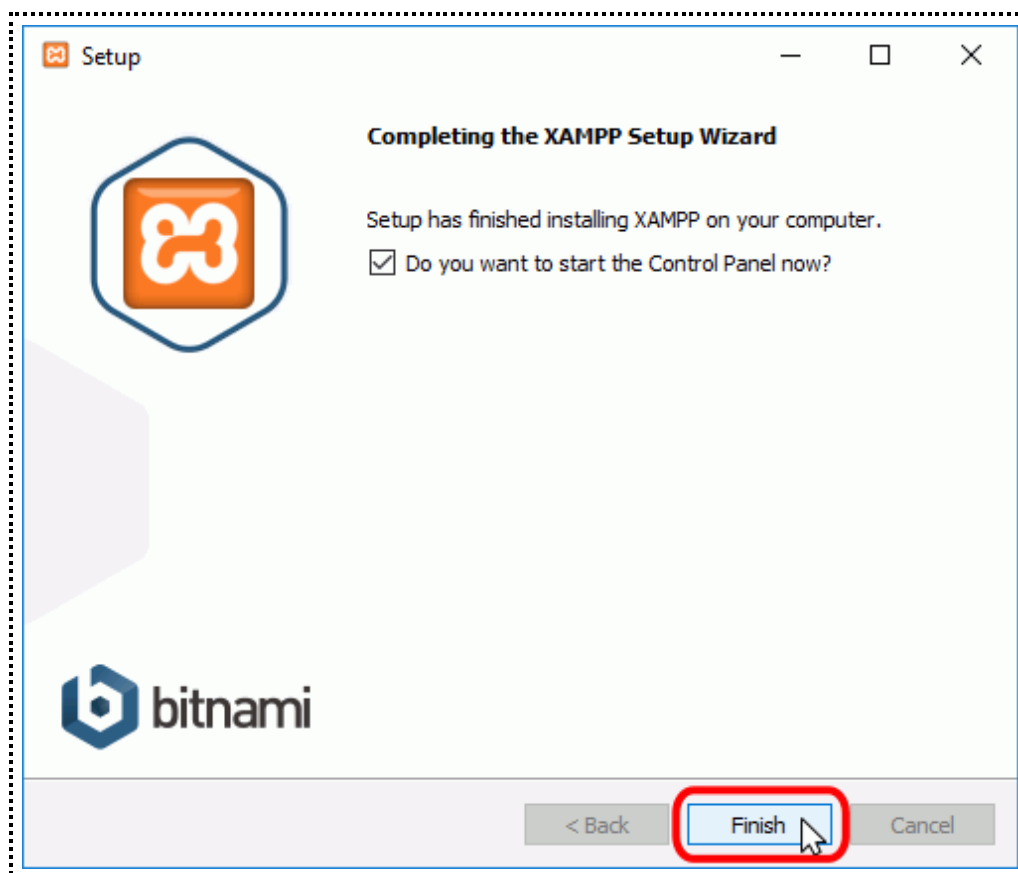 Setup
Completing the XAMPP Setup Wizard
Setup has finished installing XAMPP on your computer.
Do you want to start the Control Panel now?
bitnami
< Back
Finish
Cancel